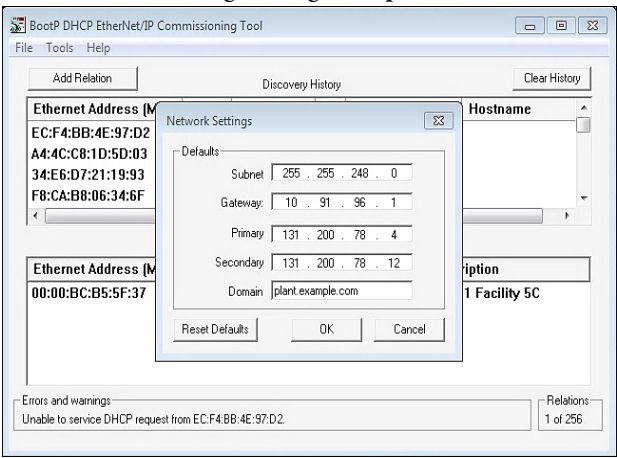 BootP DHCP EtherNet/IP Commissioning Tool
File Tools Help
Add Relation
Discovery History
Clear History
Ethernet Address (M
Hostname
EC:F4:BB:4E:97:D2
A4:4C:C8:1D:5D:03
34:E6:D7:21:19:93
F8:CA:B8:06:34:6F
Network Settings
Defaults
Subnet 255 . 255 . 248 . 0
Gateway: 10 . 91 . 96 . 1
Primary 131 . 200 . 78 . 4
Secondary 131 . 200 . 78 . 12
Domain plant.example.com
Reset Defaults OK Cancel
Ethernet Address (M
ription
00:00:BC:B5:5F:37
1 Facility 5C
Errors and warnings
Unable to service DHCP request from EC:F4:BB:4E:97:D2.
Relations
1 of 256